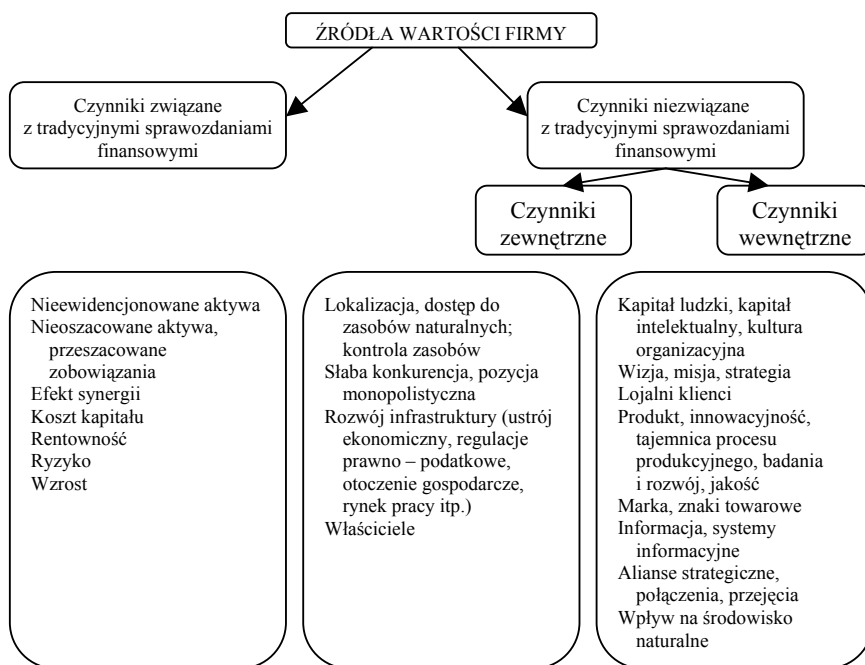 ŹRÓDŁA WARTOŚCI FIRMY
Czynniki związane
z tradycyjnymi sprawozdaniami
finansowymi
Czynniki niezwiązane
z tradycyjnymi sprawozdaniami
finansowymi
Czynniki
zewnętrzne
Czynniki
wewnętrzne
Nieewidencjonowane aktywa
Nieoszacowane aktywa,
przeszacowane
zobowiązania
Efekt synergii
Koszt kapitału
Rentowność
Ryzyko
Wzrost
Lokalizacja, dostęp do
zasobów naturalnych;
kontrola zasobów
Słaba konkurencja, pozycja
monopolistyczna
Rozwój infrastruktury (ustrój
ekonomiczny, regulacje
prawno – podatkowe,
otoczenie gospodarcze,
rynek pracy itp.)
Właściciele
Kapitał ludzki, kapitał
intelektualny, kultura
organizacyjna
Wizja, misja, strategia
Lojalni klienci
Produkt, innowacyjność,
tajemnica procesu
produkcyjnego, badania
i rozwój, jakość
Marka, znaki towarowe
Informacja, systemy
informacyjne
Alianse strategiczne,
połączenia, przejęcia
Wpływ na środowisko
naturalne